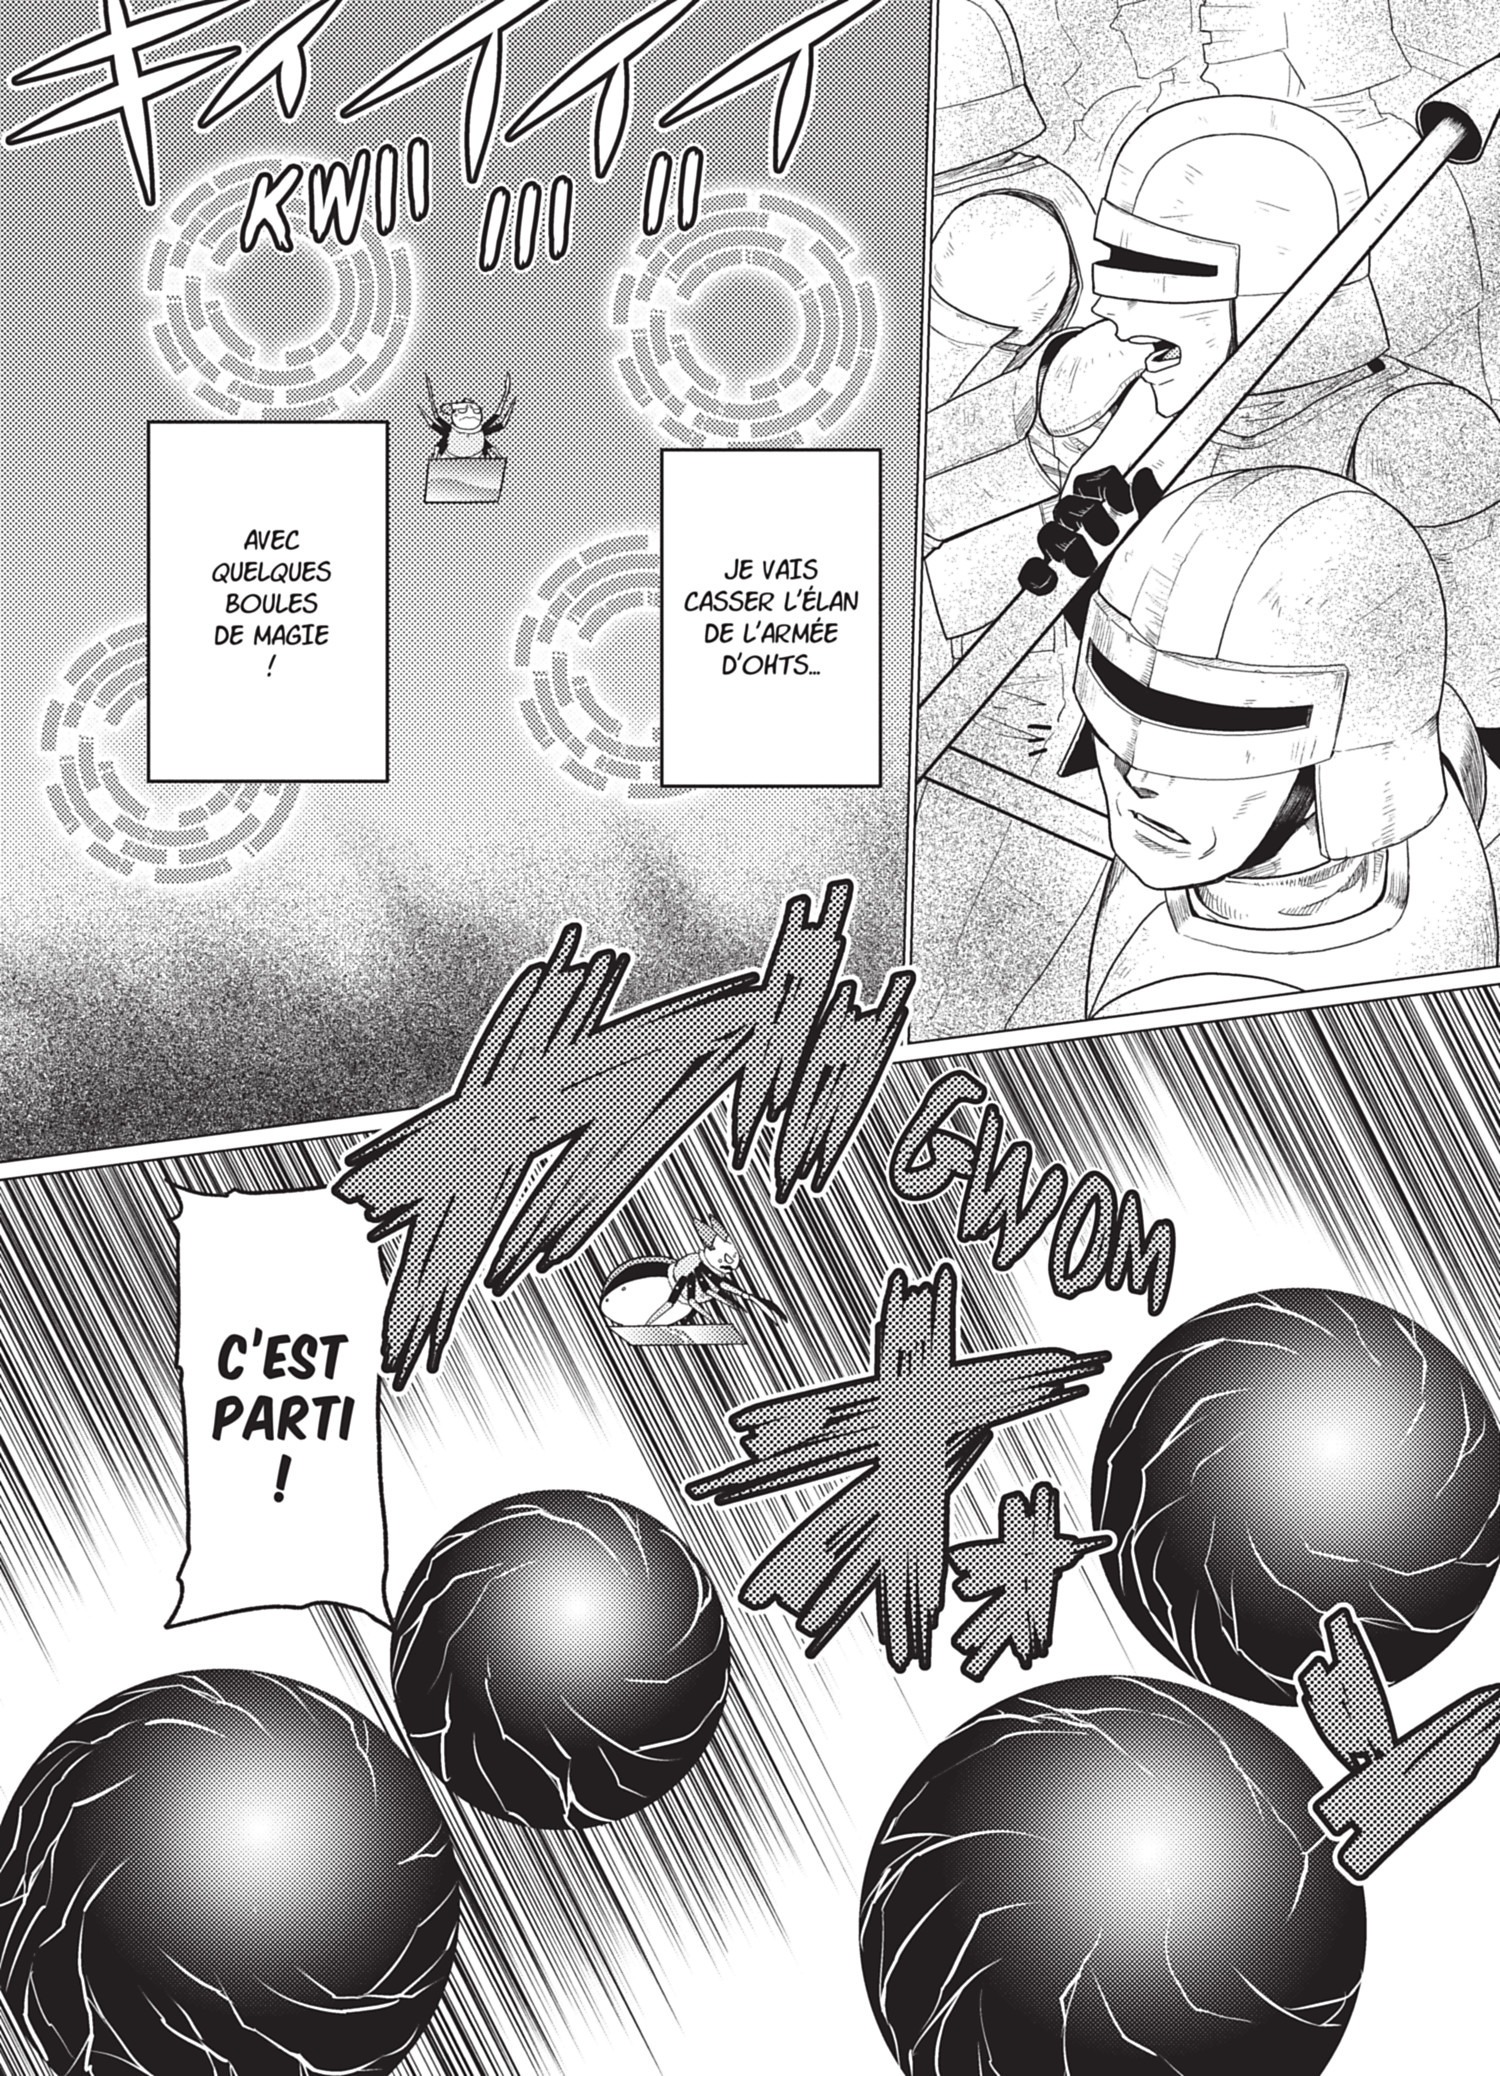 キィイイイイ
KWII
III
II
JE VAIS
CASSER L'ÉLAN
DE L'ARMÉE
D'OHTS...
AVEC
QUELQUES
BOULES
DE MAGIE
!
GWOM
C'EST
PARTI
!